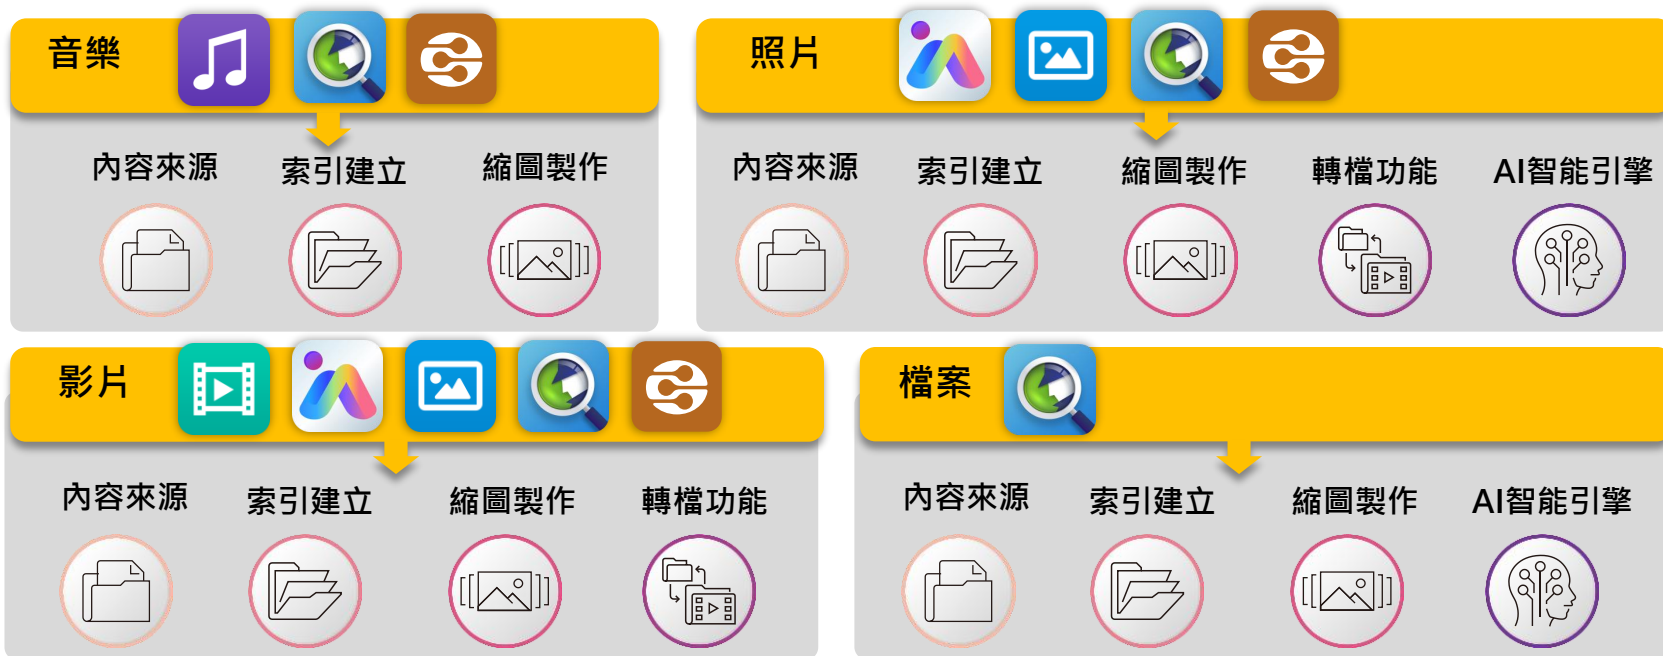 音樂
內容來源
索引建立
縮圖製作
照片
內容來源
索引建立
縮圖製作
轉檔功能
AI智能引擎
影片
內容來源
索引建立
縮圖製作
轉檔功能
檔案
內容來源
索引建立
縮圖製作
AI智能引擎